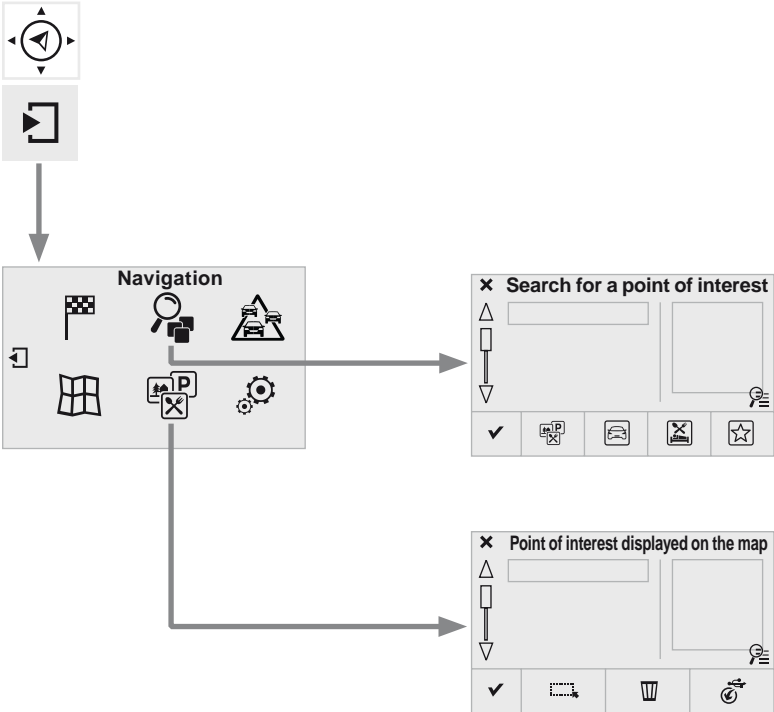 Navigation
P
Search for a point of interest
P
Point of interest displayed on the map